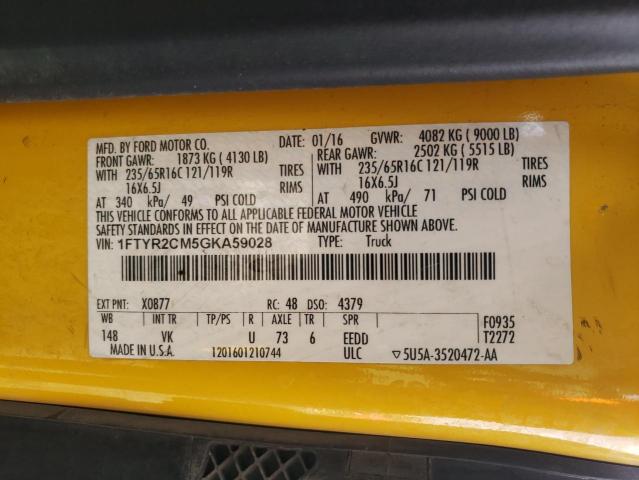 MFD. BY FORD MOTOR CO. DATE: 01/16 GVWR: 4082 KG ( 9000 LB)
FRONT GAWR: 1873 KG ( 4130 LB) REAR GAWR: 2502 KG ( 5515 LB)
WITH 235/65R16C 121/119R TIRES WITH 235/65R16C 121/119R TIRES
16X6.5J RIMS 16X6.5J RIMS
AT 340 kPa/ 49 PSI COLD AT 490 kPa/ 71 PSI COLD
THIS VEHICLE CONFORMS TO ALL APPLICABLE FEDERAL MOTOR VEHICLE
SAFETY STANDARDS IN EFFECT ON THE DATE OF MANUFACTURE SHOWN ABOVE.
VIN: 1FTYR2CM5GKA59028 TYPE: Truck
EXT PNT: X0877 RC: 48 DSO: 4379
WB INT TR TP/PS R AXLE TR SPR F0935
148 VK U 73 6 EEDD T2272
MADE IN U.S.A. 1201601210744 ULC ▽5U5A-3520472-AA